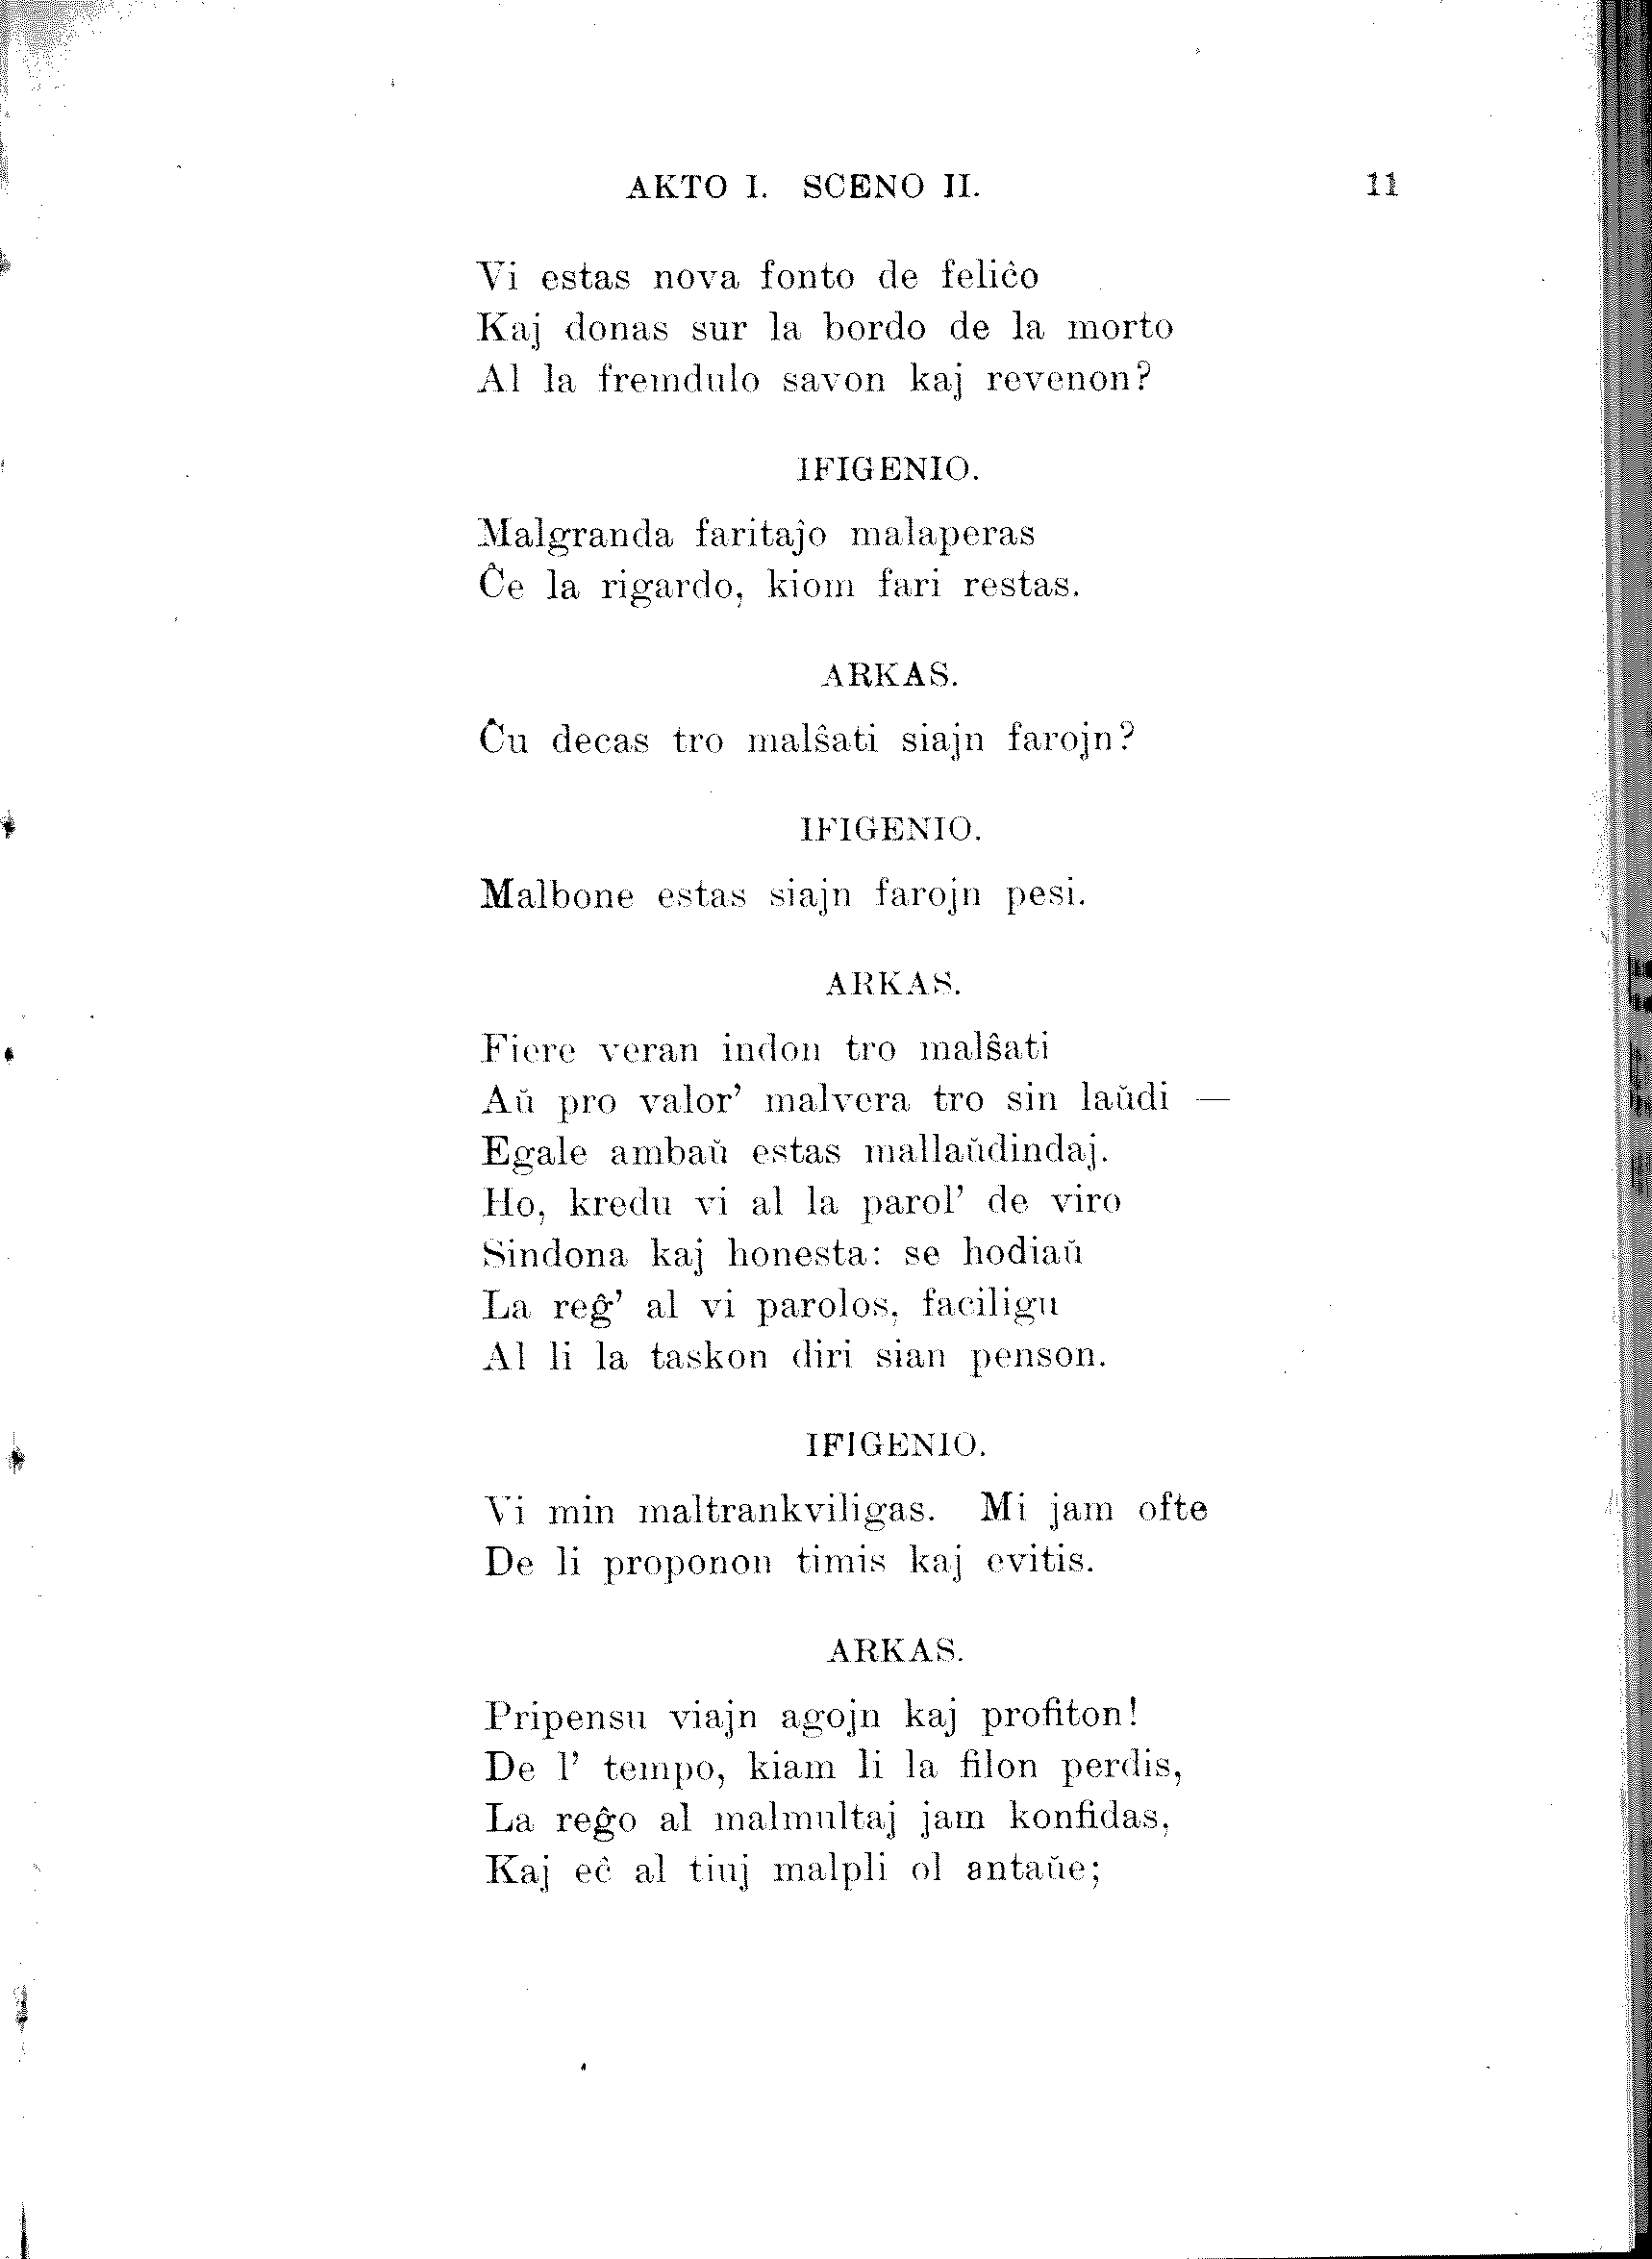 AKTO I. SCENO II. 11
Vi estas nova fonto de feliĉo
Kaj donas sur la bordo de la morto
Al la fremdulo savon kaj revenon?
IFIGENIO.
Malgranda faritaĵo malaperas
Ĉe la rigardo, kiom fari restas.
ARKAS.
Ĉu decas tro malŝati siajn farojn?
IFIGENIO.
Malbone estas siajn farojn pesi.
ARKAS.
Fiere veran indon tro malŝati
Aŭ pro valor’ malvera tro sin laŭdi —
Egale ambaŭ estas mallaŭdindaj.
Ho, kredu vi al la parol’ de viro
Sindona kaj honesta: se hodiaŭ
La reĝ’ al vi parolos, faciligu
Al li la taskon diri sian penson.
IFIGENIO.
Vi min maltrankviligas. Mi jam ofte
De li proponon timis kaj evitis.
ARKAS.
Pripensu viajn agojn kaj profiton!
De l’ tempo, kiam li la filon perdis,
La reĝo al malmultaj jam konfidas,
Kaj eĉ al tiuj malpli ol antaŭe;